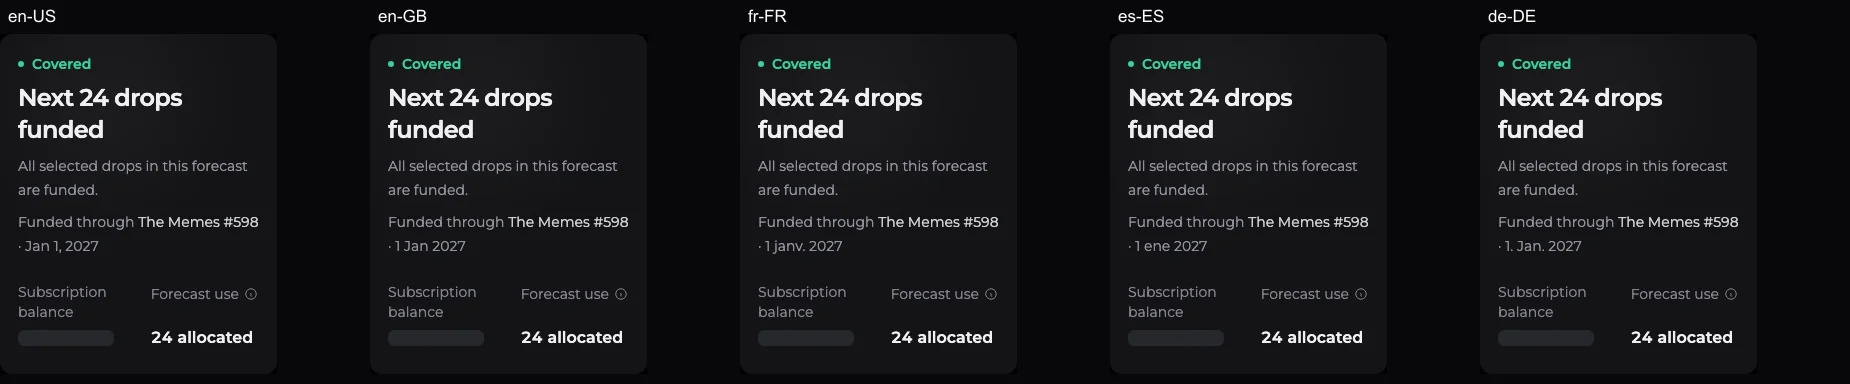 en-US
Covered
Next 24 drops
funded
All selected drops in this forecast
are funded.
Funded through The Memes #598
· Jan 1, 2027
Subscription
balance
Forecast use
24 allocated
en-GB
Covered
Next 24 drops
funded
All selected drops in this forecast
are funded.
Funded through The Memes #598
· 1 Jan 2027
Subscription
balance
Forecast use
24 allocated
fr-FR
Covered
Next 24 drops
funded
All selected drops in this forecast
are funded.
Funded through The Memes #598
· 1 janv. 2027
Subscription
balance
Forecast use
24 allocated
es-ES
Covered
Next 24 drops
funded
All selected drops in this forecast
are funded.
Funded through The Memes #598
· 1 ene 2027
Subscription
balance
Forecast use
24 allocated
de-DE
Covered
Next 24 drops
funded
All selected drops in this forecast
are funded.
Funded through The Memes #598
· 1. Jan. 2027
Subscription
balance
Forecast use
24 allocated